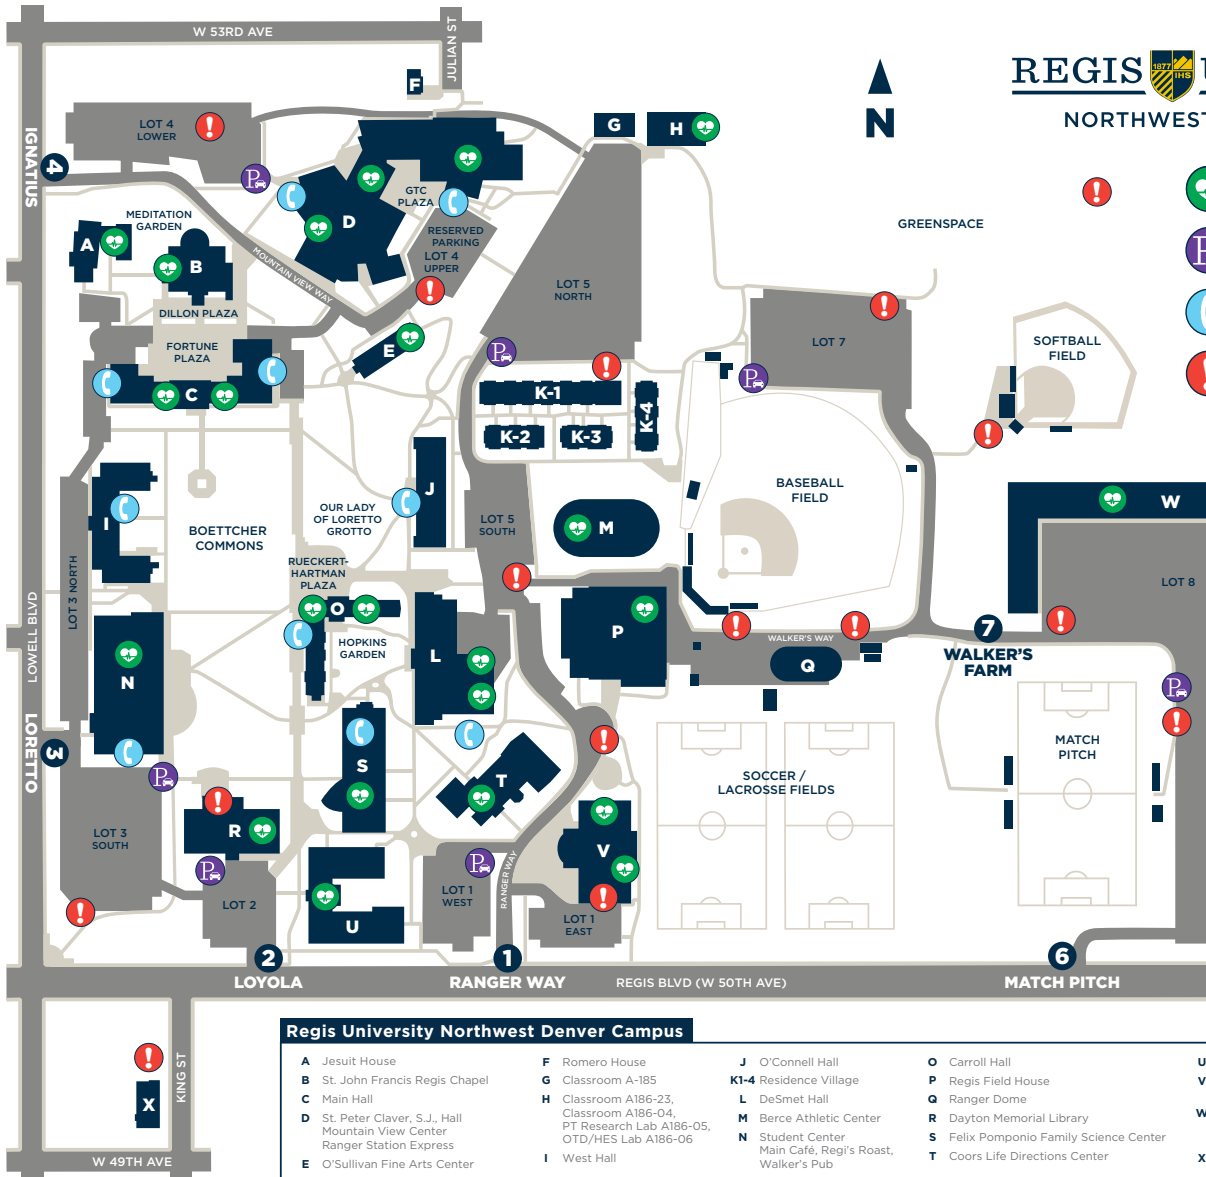 W 53RD AVE
JULIAN ST
F
REGIS U
1877
IHS
NORTHWEST
N
LOT 4
LOWER
G
H
IGNATIUS
4
P
GTC
PLAZA
D
MEDITATION
GARDEN
RESERVED
PARKING
LOT 4
UPPER
GREENSPACE
A
B
MOUNTAIN VIEW WAY
LOT 5
NORTH
DILLON PLAZA
FORTUNE
PLAZA
E
P
LOT 7
SOFTBALL
FIELD
P
C
K-1
K-2
K-3
K-4
J
BASEBALL
FIELD
W
I
OUR LADY
OF LORETTO
GROTTO
BOETTCHER
COMMONS
LOT 5
SOUTH
M
RUECKERT-
HARTMAN
PLAZA
LOT 3 NORTH
LOT 8
O
P
LOWELL BLVD
HOPKINS
GARDEN
L
WALKER'S WAY
Q
7
WALKER'S
FARM
N
P
LORETTO
3
S
MATCH
PITCH
P
T
SOCCER /
LACROSSE FIELDS
LOT 3
SOUTH
R
V
P
P
RANGER WAY
LOT 1
WEST
LOT 2
U
LOT 1
EAST
2
LOYOLA
1
RANGER WAY
REGIS BLVD (W 50TH AVE)
6
MATCH PITCH
KING ST
X
W 49TH AVE
Regis University Northwest Denver Campus
A Jesuit House
B St. John Francis Regis Chapel
C Main Hall
D St. Peter Claver, S.J., Hall
Mountain View Center
Ranger Station Express
E O'Sullivan Fine Arts Center
F Romero House
G Classroom A-185
H Classroom A186-23,
Classroom A186-04,
PT Research Lab A186-05,
OTD/HES Lab A186-06
I West Hall
J O'Connell Hall
K1-4 Residence Village
L DeSmet Hall
M Berce Athletic Center
N Student Center
Main Café, Regi's Roast,
Walker's Pub
O Carroll Hall
P Regis Field House
Q Ranger Dome
R Dayton Memorial Library
S Felix Pomponio Family Science Center
T Coors Life Directions Center
U
V
W
X